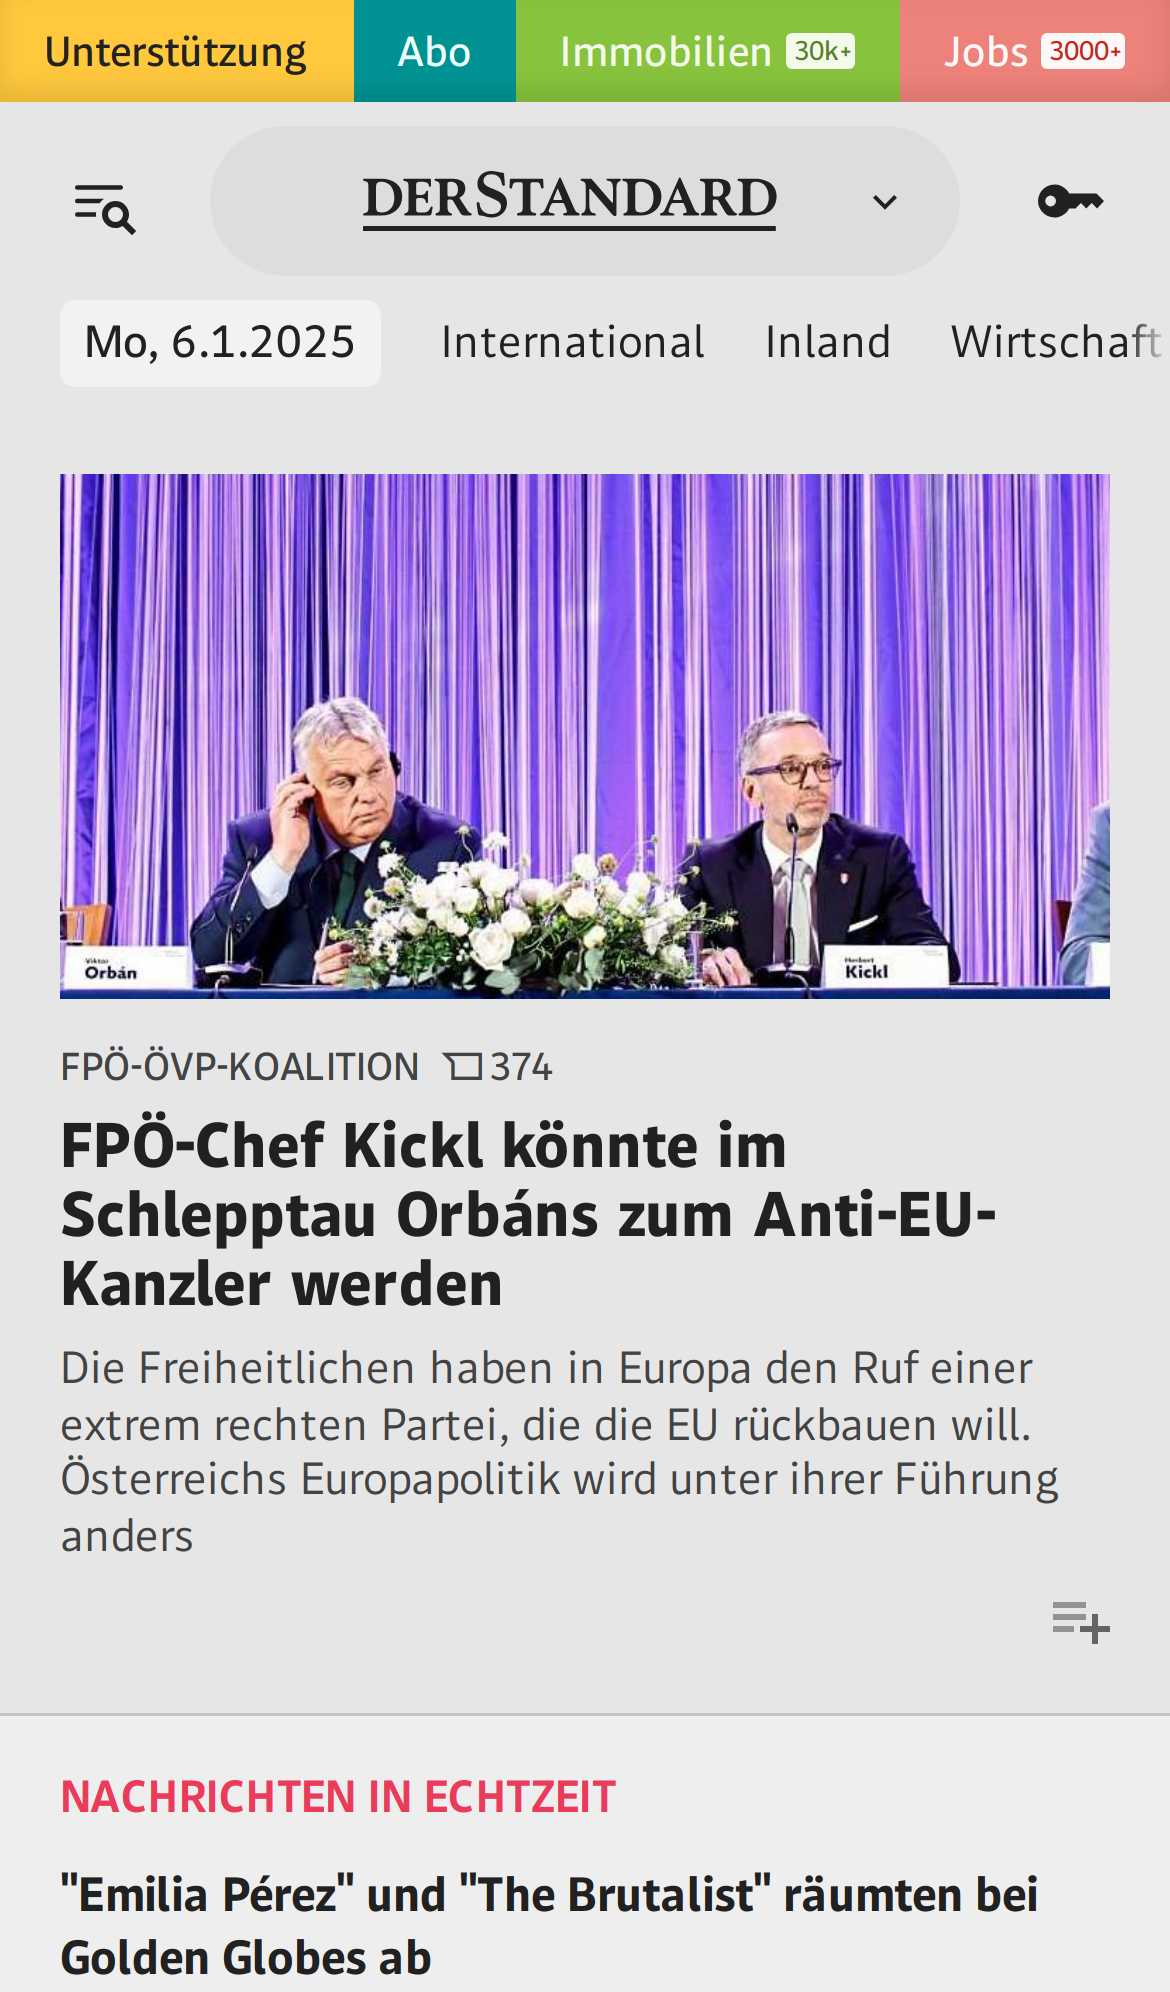 Unterstützung Abo Immobilien 30k+ Jobs 3000+
DERSTANDARD
Mo, 6.1.2025 International Inland Wirtschaft
Viktor
Orbán
Herbert
Kickl
FPÖ-ÖVP-KOALITION 374
FPÖ-Chef Kickl könnte im
Schlepptau Orbáns zum Anti-EU-
Kanzler werden
Die Freiheitlichen haben in Europa den Ruf einer
extrem rechten Partei, die die EU rückbauen will.
Österreichs Europapolitik wird unter ihrer Führung
anders
NACHRICHTEN IN ECHTZEIT
"Emilia Pérez" und "The Brutalist" räumten bei
Golden Globes ab